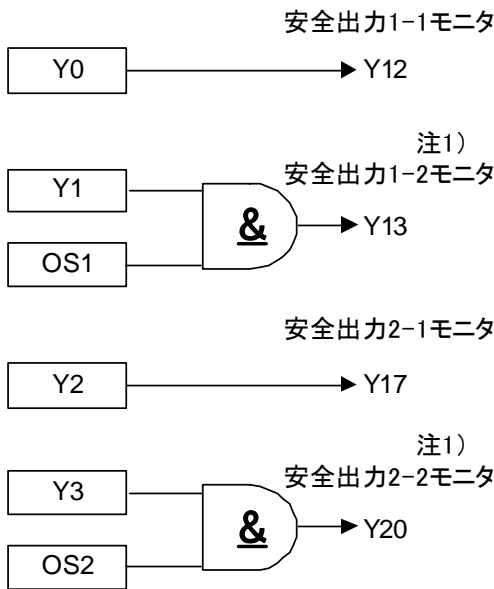 安全出力1-1モニタ
Y0
Y12
注1)
安全出力1-2モニタ
Y1
&
Y13
OS1
安全出力2-1モニタ
Y2
Y17
注1)
安全出力2-2モニタ
Y3
&
Y20
OS2